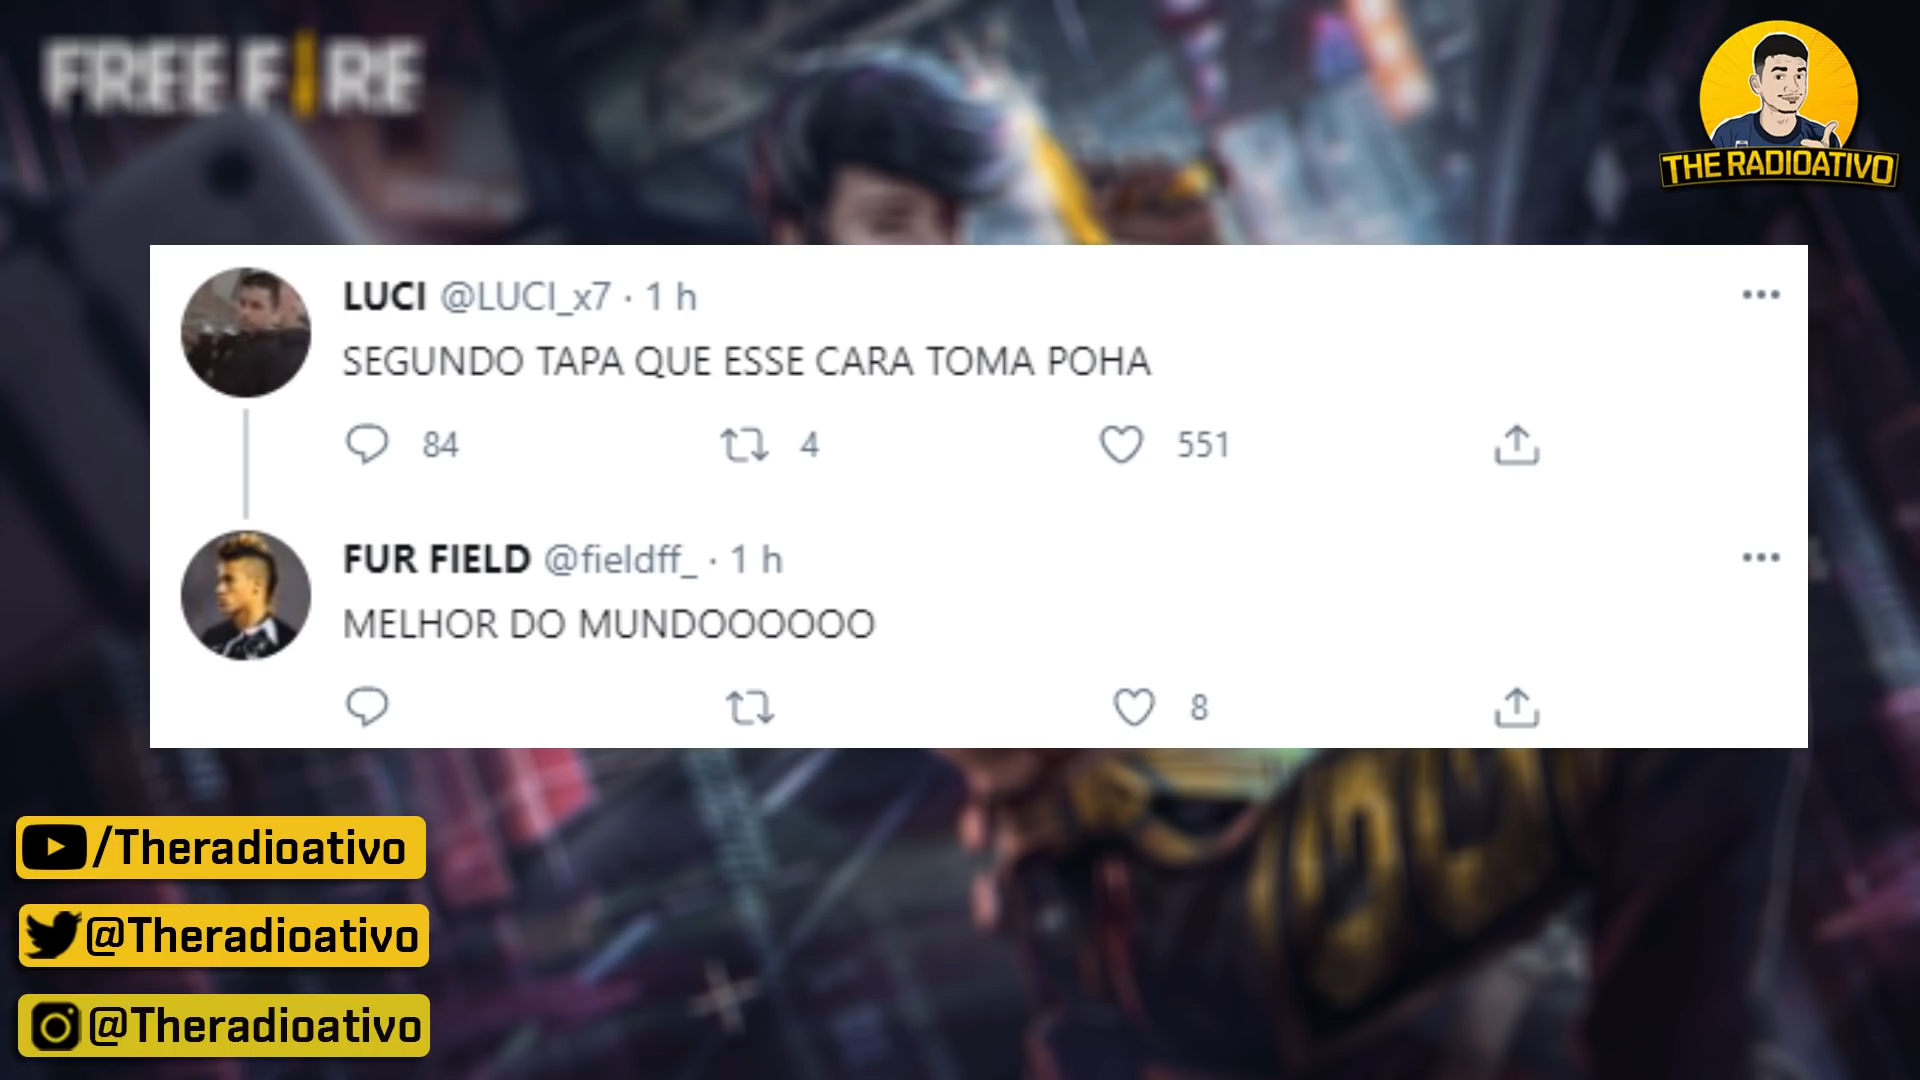 FREE FIRE
THE RADIOATIVO
LUCI @LUCI_x7 · 1 h
SEGUNDO TAPA QUE ESSE CARA TOMA POHA
84 4 551
FUR FIELD @fieldff_ · 1 h
MELHOR DO MUNDOOOOOO
8
/Theradioativo
@Theradioativo
@Theradioativo